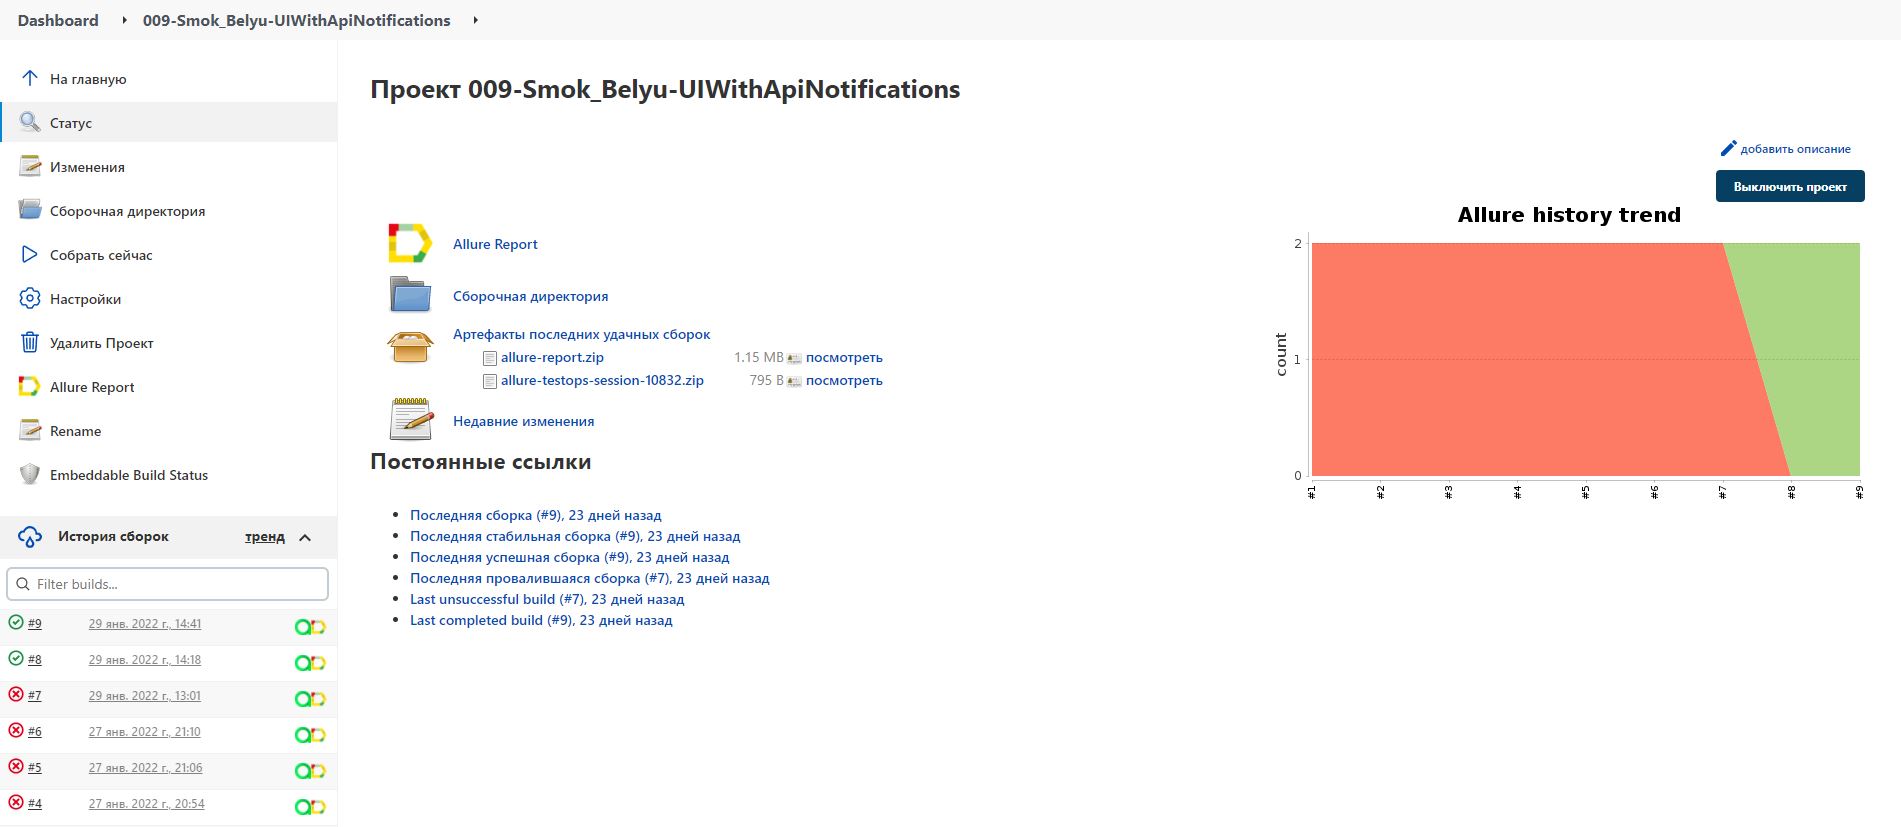 Dashboard
009-Smok_Belyu-UIWithApiNotifications
На главную
Статус
Изменения
Сборочная директория
Собрать сейчас
Настройки
Удалить Проект
Allure Report
Rename
Embeddable Build Status
История сборок
тренд
Filter builds...
#9 29 янв. 2022 г., 14:41
#8 29 янв. 2022 г., 14:18
#7 29 янв. 2022 г., 13:01
#6 27 янв. 2022 г., 21:10
#5 27 янв. 2022 г., 21:06
#4 27 янв. 2022 г., 20:54
Проект 009-Smok_Belyu-UIWithApiNotifications
добавить описание
Выключить проект
Allure Report
Сборочная директория
Артефакты последних удачных сборок
allure-report.zip 1.15 MB посмотреть
allure-testops-session-10832.zip 795 B посмотреть
Недавние изменения
Постоянные ссылки
Последняя сборка (#9), 23 дней назад
Последняя стабильная сборка (#9), 23 дней назад
Последняя успешная сборка (#9), 23 дней назад
Последняя провалившаяся сборка (#7), 23 дней назад
Last unsuccessful build (#7), 23 дней назад
Last completed build (#9), 23 дней назад
Allure history trend
count
2
1
0
#1 #2 #3 #4 #5 #6 #7 #8 #9